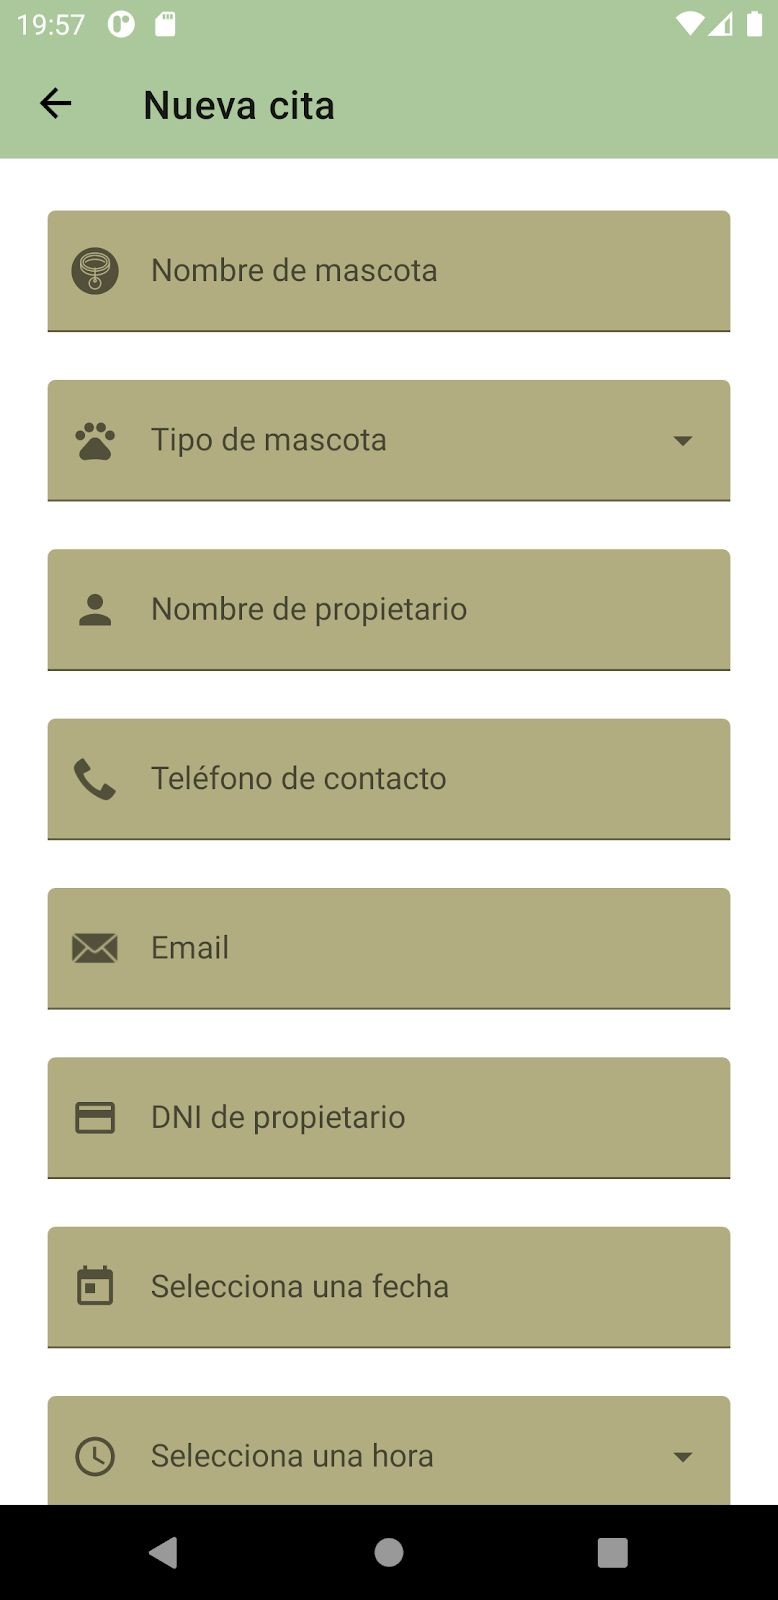 19:57
Nueva cita
Nombre de mascota
Tipo de mascota
Nombre de propietario
Teléfono de contacto
Email
DNI de propietario
Selecciona una fecha
Selecciona una hora